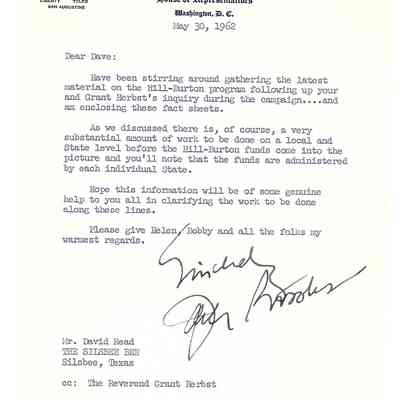 LIBERTY TYLER
SAN AUGUSTINE
House of Representatives
Washington, D. C.
May 30, 1962
Dear Dave:
Have been stirring around gathering the latest
material on the Hill-Burton program following up your
and Grant Herbst's inquiry during the campaign....and
am enclosing these fact sheets.
As we discussed there is, of course, a very
substantial amount of work to be done on a local and
State level before the Hill-Burton funds come into the
picture and you'll note that the funds are administered
by each individual State.
Hope this information will be of some genuine
help to you all in clarifying the work to be done
along these lines.
Please give Helen, Bobby and all the folks my
warmest regards.
Sincerely
Jack Brooks
Mr. David Read
THE SILSBEE BEE
Silsbee, Texas
cc: The Reverend Grant Herbst